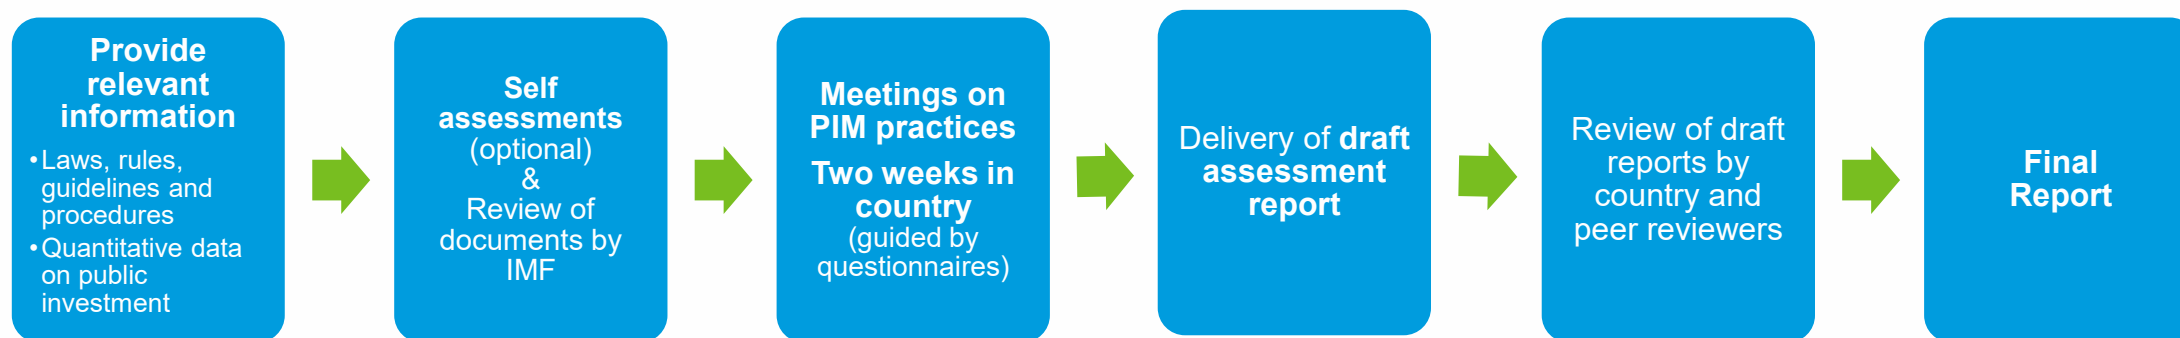 Provide
relevant
information
•Laws, rules,
guidelines and
procedures
•Quantitative data
on public
investment
Self
assessments
(optional)
&
Review of
documents by
IMF
Meetings on
PIM practices
Two weeks in
country
(guided by
questionnaires)
Delivery of draft
assessment
report
Review of draft
reports by
country and
peer reviewers
Final
Report